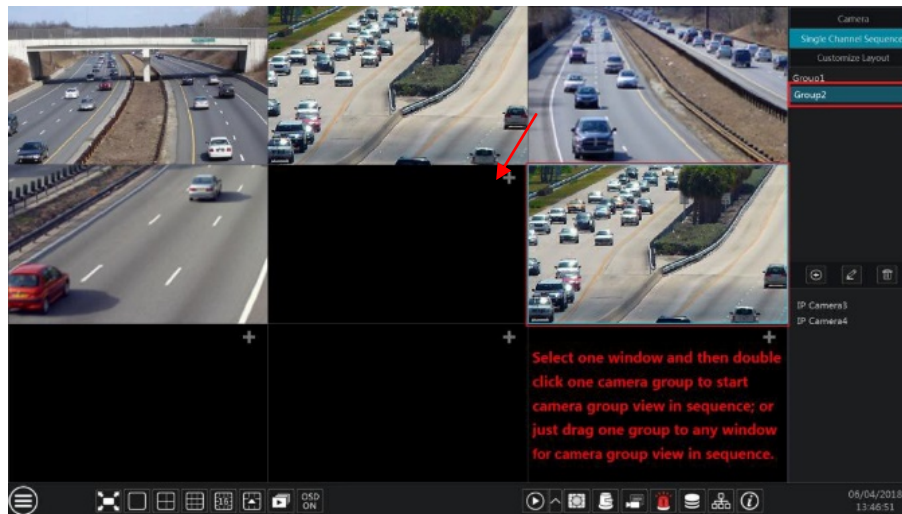 Camera
Single Channel Sequence
Customize Layout
Group1
Group2
IP Camera3
IP Camera4
Select one window and then double
click one camera group to start
camera group view in sequence; or
just drag one group to any window
for camera group view in sequence.
16
OSD
ON
08/04/2018
13:46:51